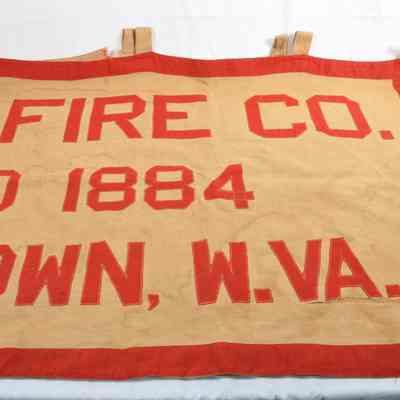 FIRE CO.
D 1884
OWN, W.VA.